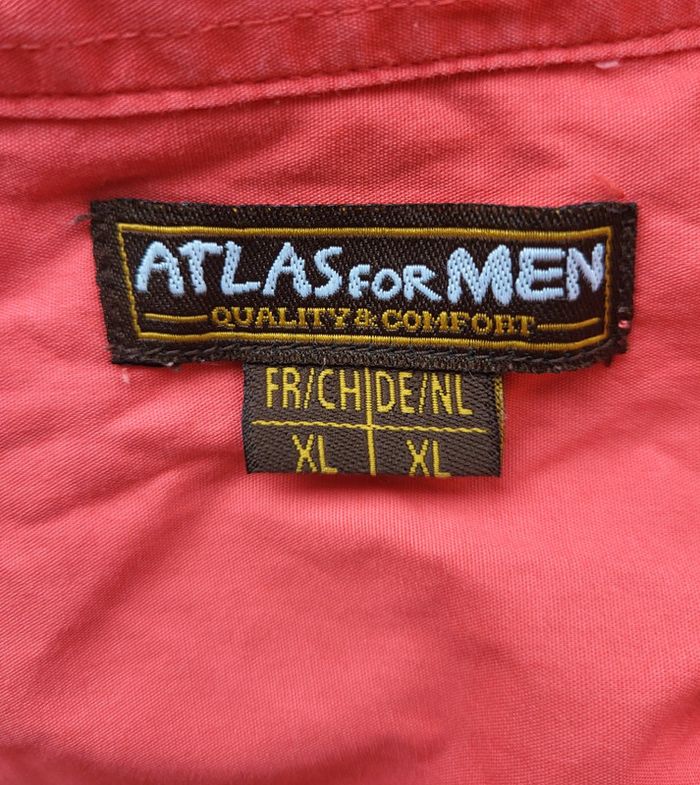 ATLAS FOR MEN
QUALITY & COMFORT
FR/CH DE/NL
XL XL